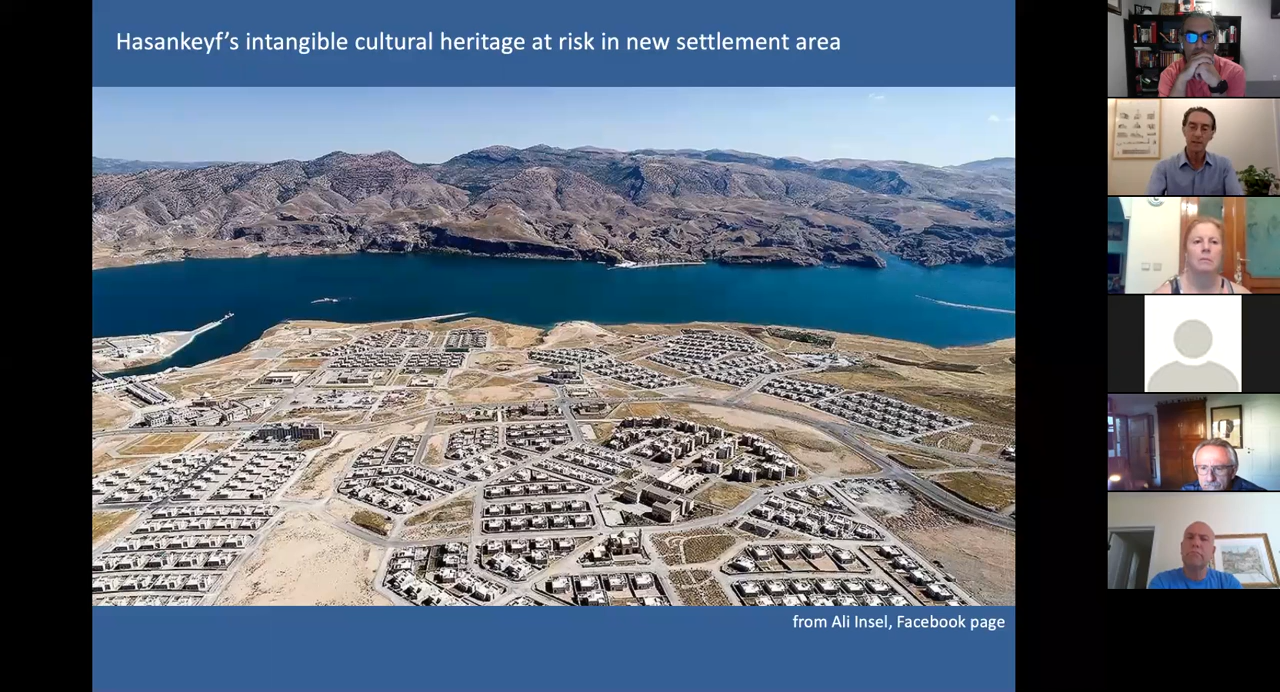 Hasankeyf's intangible cultural heritage at risk in new settlement area
from Ali Insel, Facebook page